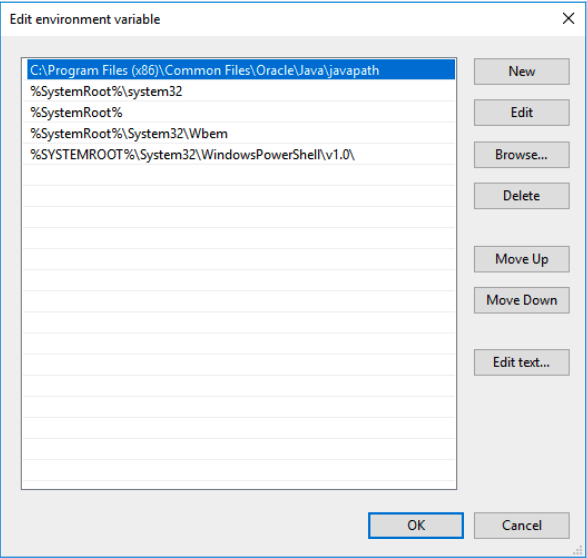 Edit environment variable
C:\Program Files (x86)\Common Files\Oracle\Java\javapath
%SystemRoot%\system32
%SystemRoot%
%SystemRoot%\System32\Wbem
%SYSTEMROOT%\System32\WindowsPowerShell\v1.0\
New
Edit
Browse...
Delete
Move Up
Move Down
Edit text...
OK
Cancel